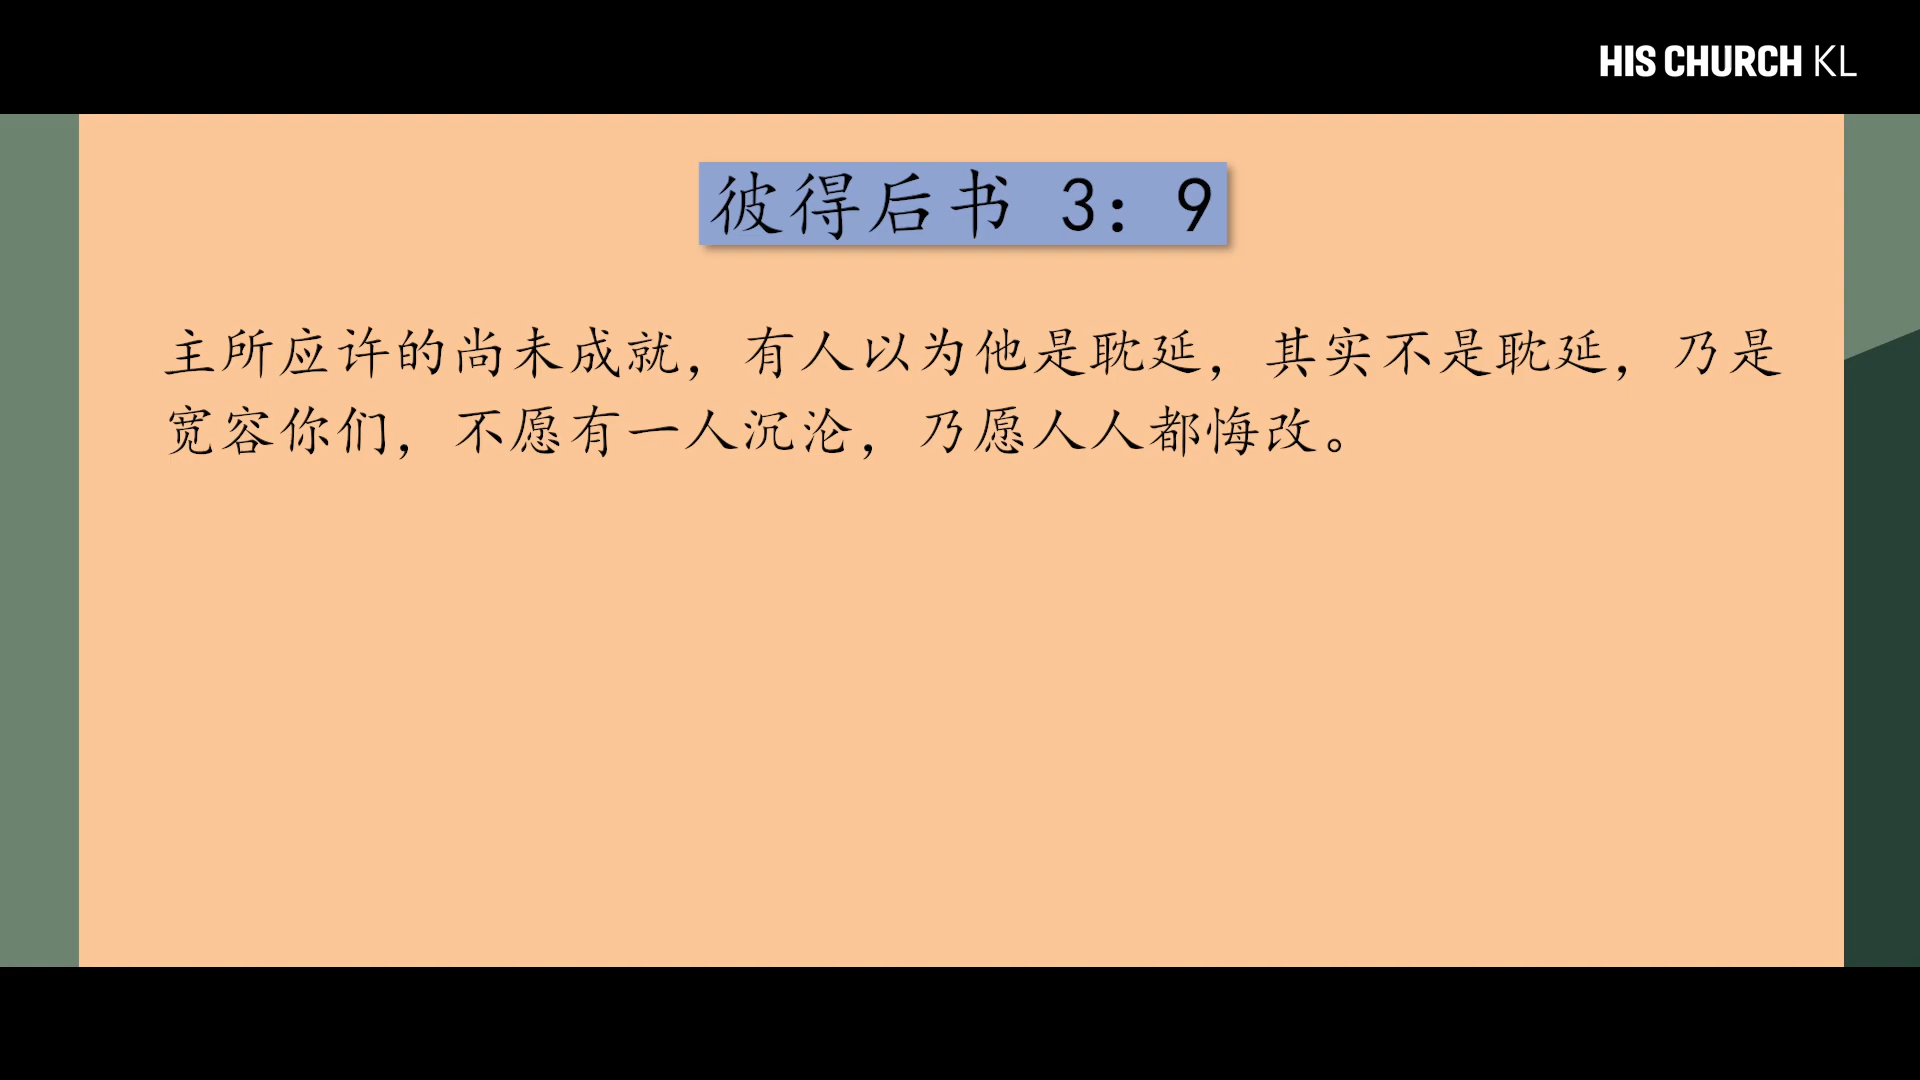 HIS CHURCH KL
彼得后书 3：9
主所应许的尚未成就，有人以为他是耽延，其实不是耽延，乃是
宽容你们，不愿有一人沉沦，乃愿人人都悔改。